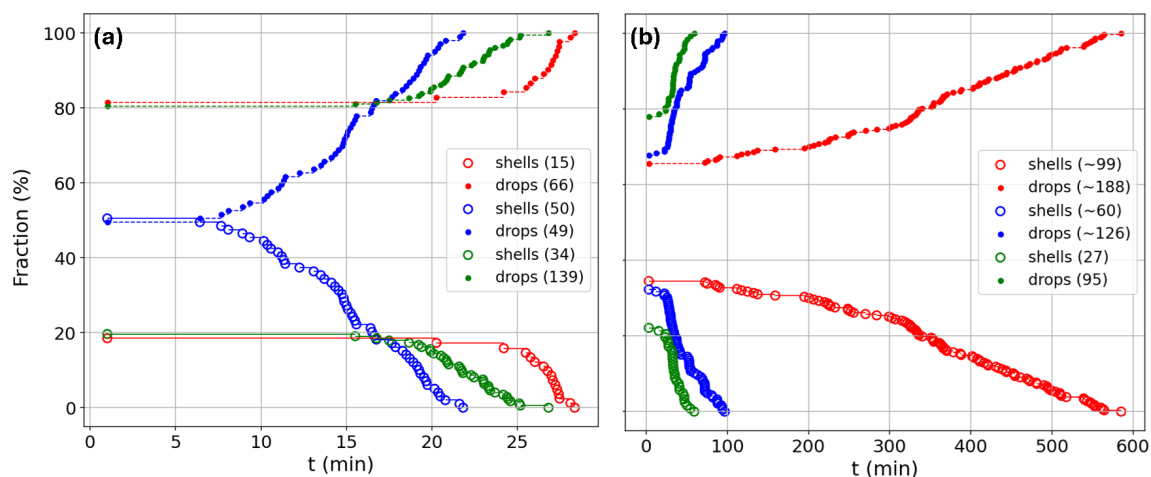 (a)
Fraction (%)
100
80
60
40
20
0
shells (15)
drops (66)
shells (50)
drops (49)
shells (34)
drops (139)
0 5 10 15 20 25
t (min)
(b)
shells (~99)
drops (~188)
shells (~60)
drops (~126)
shells (27)
drops (95)
0 100 200 300 400 500 600
t (min)